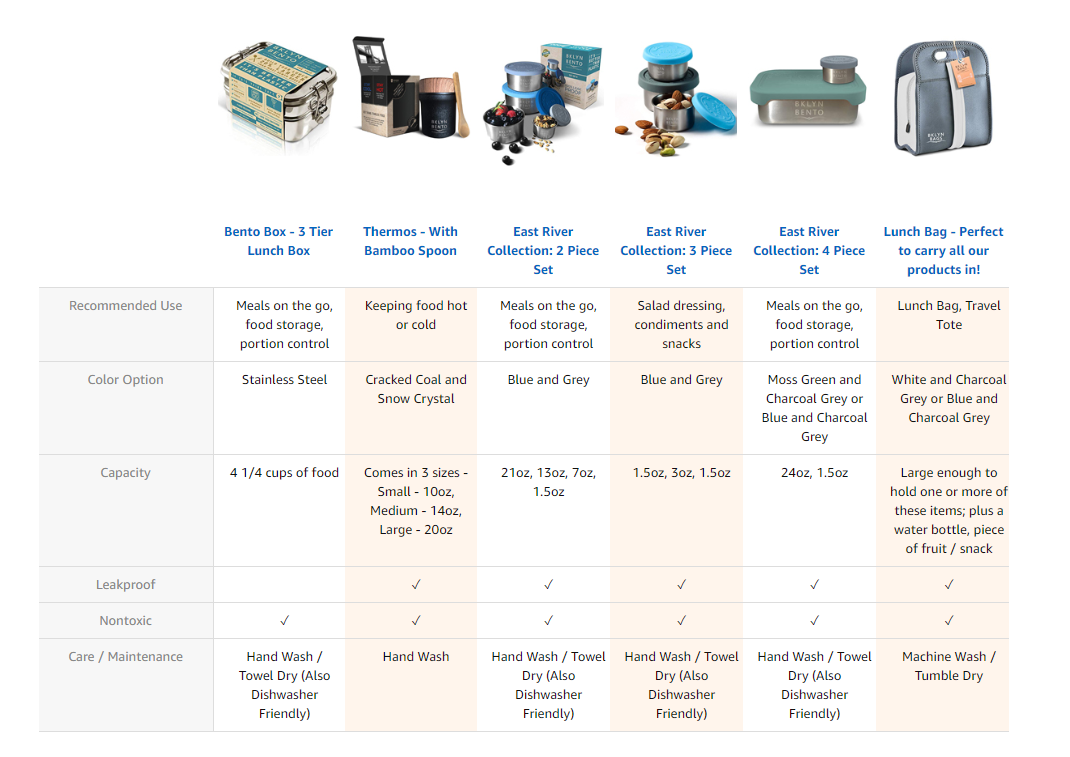 BKLYN
BENTO
BKLYN
BENTO
BKLYN
BENTO
BKLYN
BAGS
Bento Box - 3 Tier
Lunch Box
Thermos - With
Bamboo Spoon
East River
Collection: 2 Piece
Set
East River
Collection: 3 Piece
Set
East River
Collection: 4 Piece
Set
Lunch Bag - Perfect
to carry all our
products in!
Recommended Use
Meals on the go,
food storage,
portion control
Keeping food hot
or cold
Meals on the go,
food storage,
portion control
Salad dressing,
condiments and
snacks
Meals on the go,
food storage,
portion control
Lunch Bag, Travel
Tote
Color Option
Stainless Steel
Cracked Coal and
Snow Crystal
Blue and Grey
Blue and Grey
Moss Green and
Charcoal Grey or
Blue and Charcoal
Grey
White and Charcoal
Grey or Blue and
Charcoal Grey
Capacity
4 1/4 cups of food
Comes in 3 sizes -
Small - 10oz,
Medium - 14oz,
Large - 20oz
21oz, 13oz, 7oz,
1.5oz
1.5oz, 3oz, 1.5oz
24oz, 1.5oz
Large enough to
hold one or more of
these items; plus a
water bottle, piece
of fruit / snack
Leakproof
✓ ✓ ✓ ✓ ✓
Nontoxic
✓ ✓ ✓ ✓ ✓ ✓
Care / Maintenance
Hand Wash /
Towel Dry (Also
Dishwasher
Friendly)
Hand Wash
Hand Wash / Towel
Dry (Also
Dishwasher
Friendly)
Hand Wash / Towel
Dry (Also
Dishwasher
Friendly)
Hand Wash / Towel
Dry (Also
Dishwasher
Friendly)
Machine Wash /
Tumble Dry